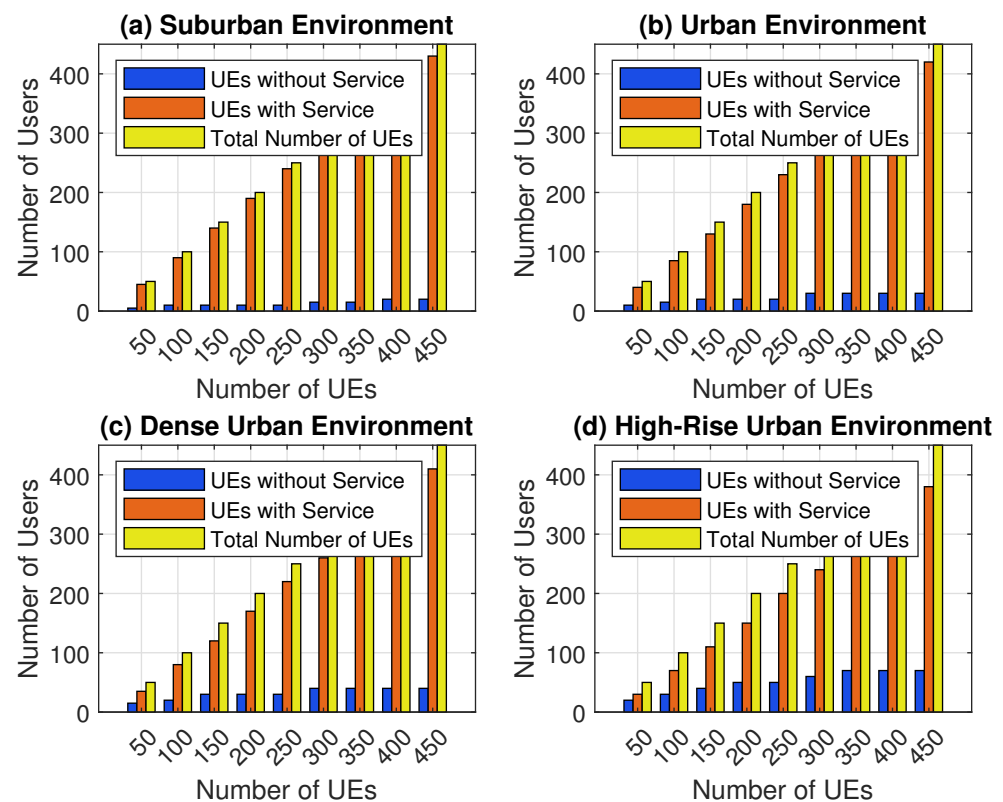 (a) Suburban Environment
Number of Users
400
300
200
100
0
UEs without Service
UEs with Service
Total Number of UEs
50 100 150 200 250 300 350 400 450
Number of UEs
(b) Urban Environment
Number of Users
400
300
200
100
0
UEs without Service
UEs with Service
Total Number of UEs
50 100 150 200 250 300 350 400 450
Number of UEs
(c) Dense Urban Environment
Number of Users
400
300
200
100
0
UEs without Service
UEs with Service
Total Number of UEs
50 100 150 200 250 300 350 400 450
Number of UEs
(d) High-Rise Urban Environment
Number of Users
400
300
200
100
0
UEs without Service
UEs with Service
Total Number of UEs
50 100 150 200 250 300 350 400 450
Number of UEs